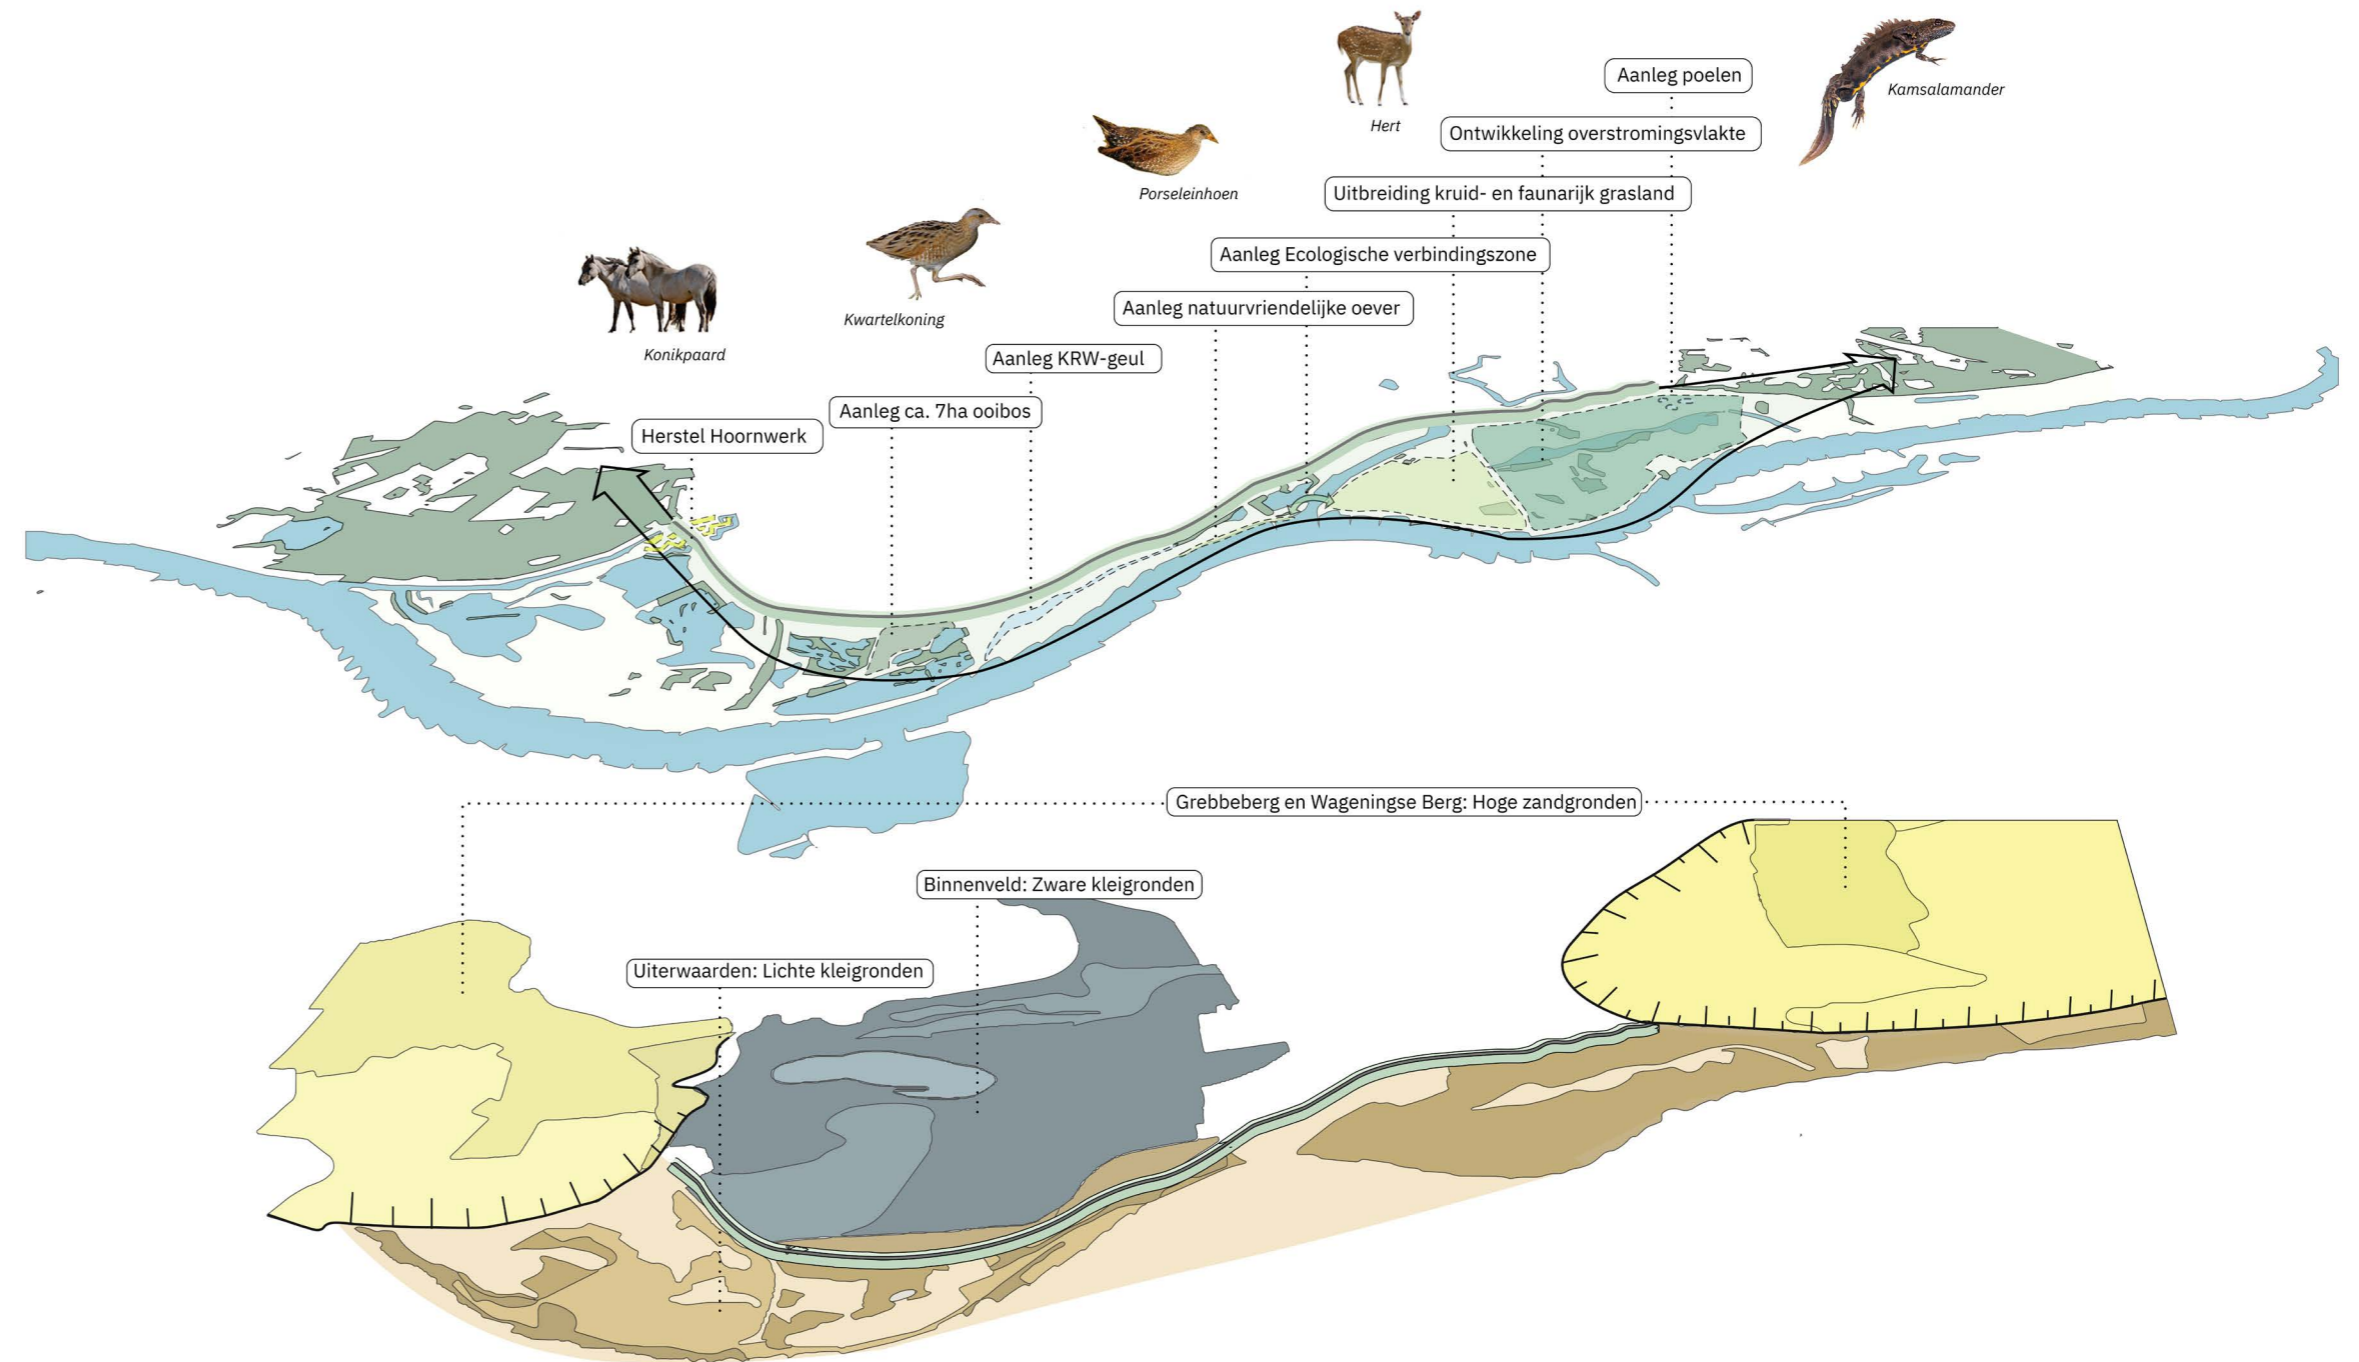 Aanleg poelen
Kamsalamander
Hert
Ontwikkeling overstromingsvlakte
Porseleinhoen
Uitbreiding kruid- en faunarijk grasland
Aanleg Ecologische verbindingszone
Aanleg natuurvriendelijke oever
Kwartelkoning
Konikpaard
Aanleg KRW-geul
Aanleg ca. 7ha ooibos
Herstel Hoornwerk
Grebbeberg en Wageningse Berg: Hoge zandgronden
Binnenveld: Zware kleigronden
Uiterwaarden: Lichte kleigronden